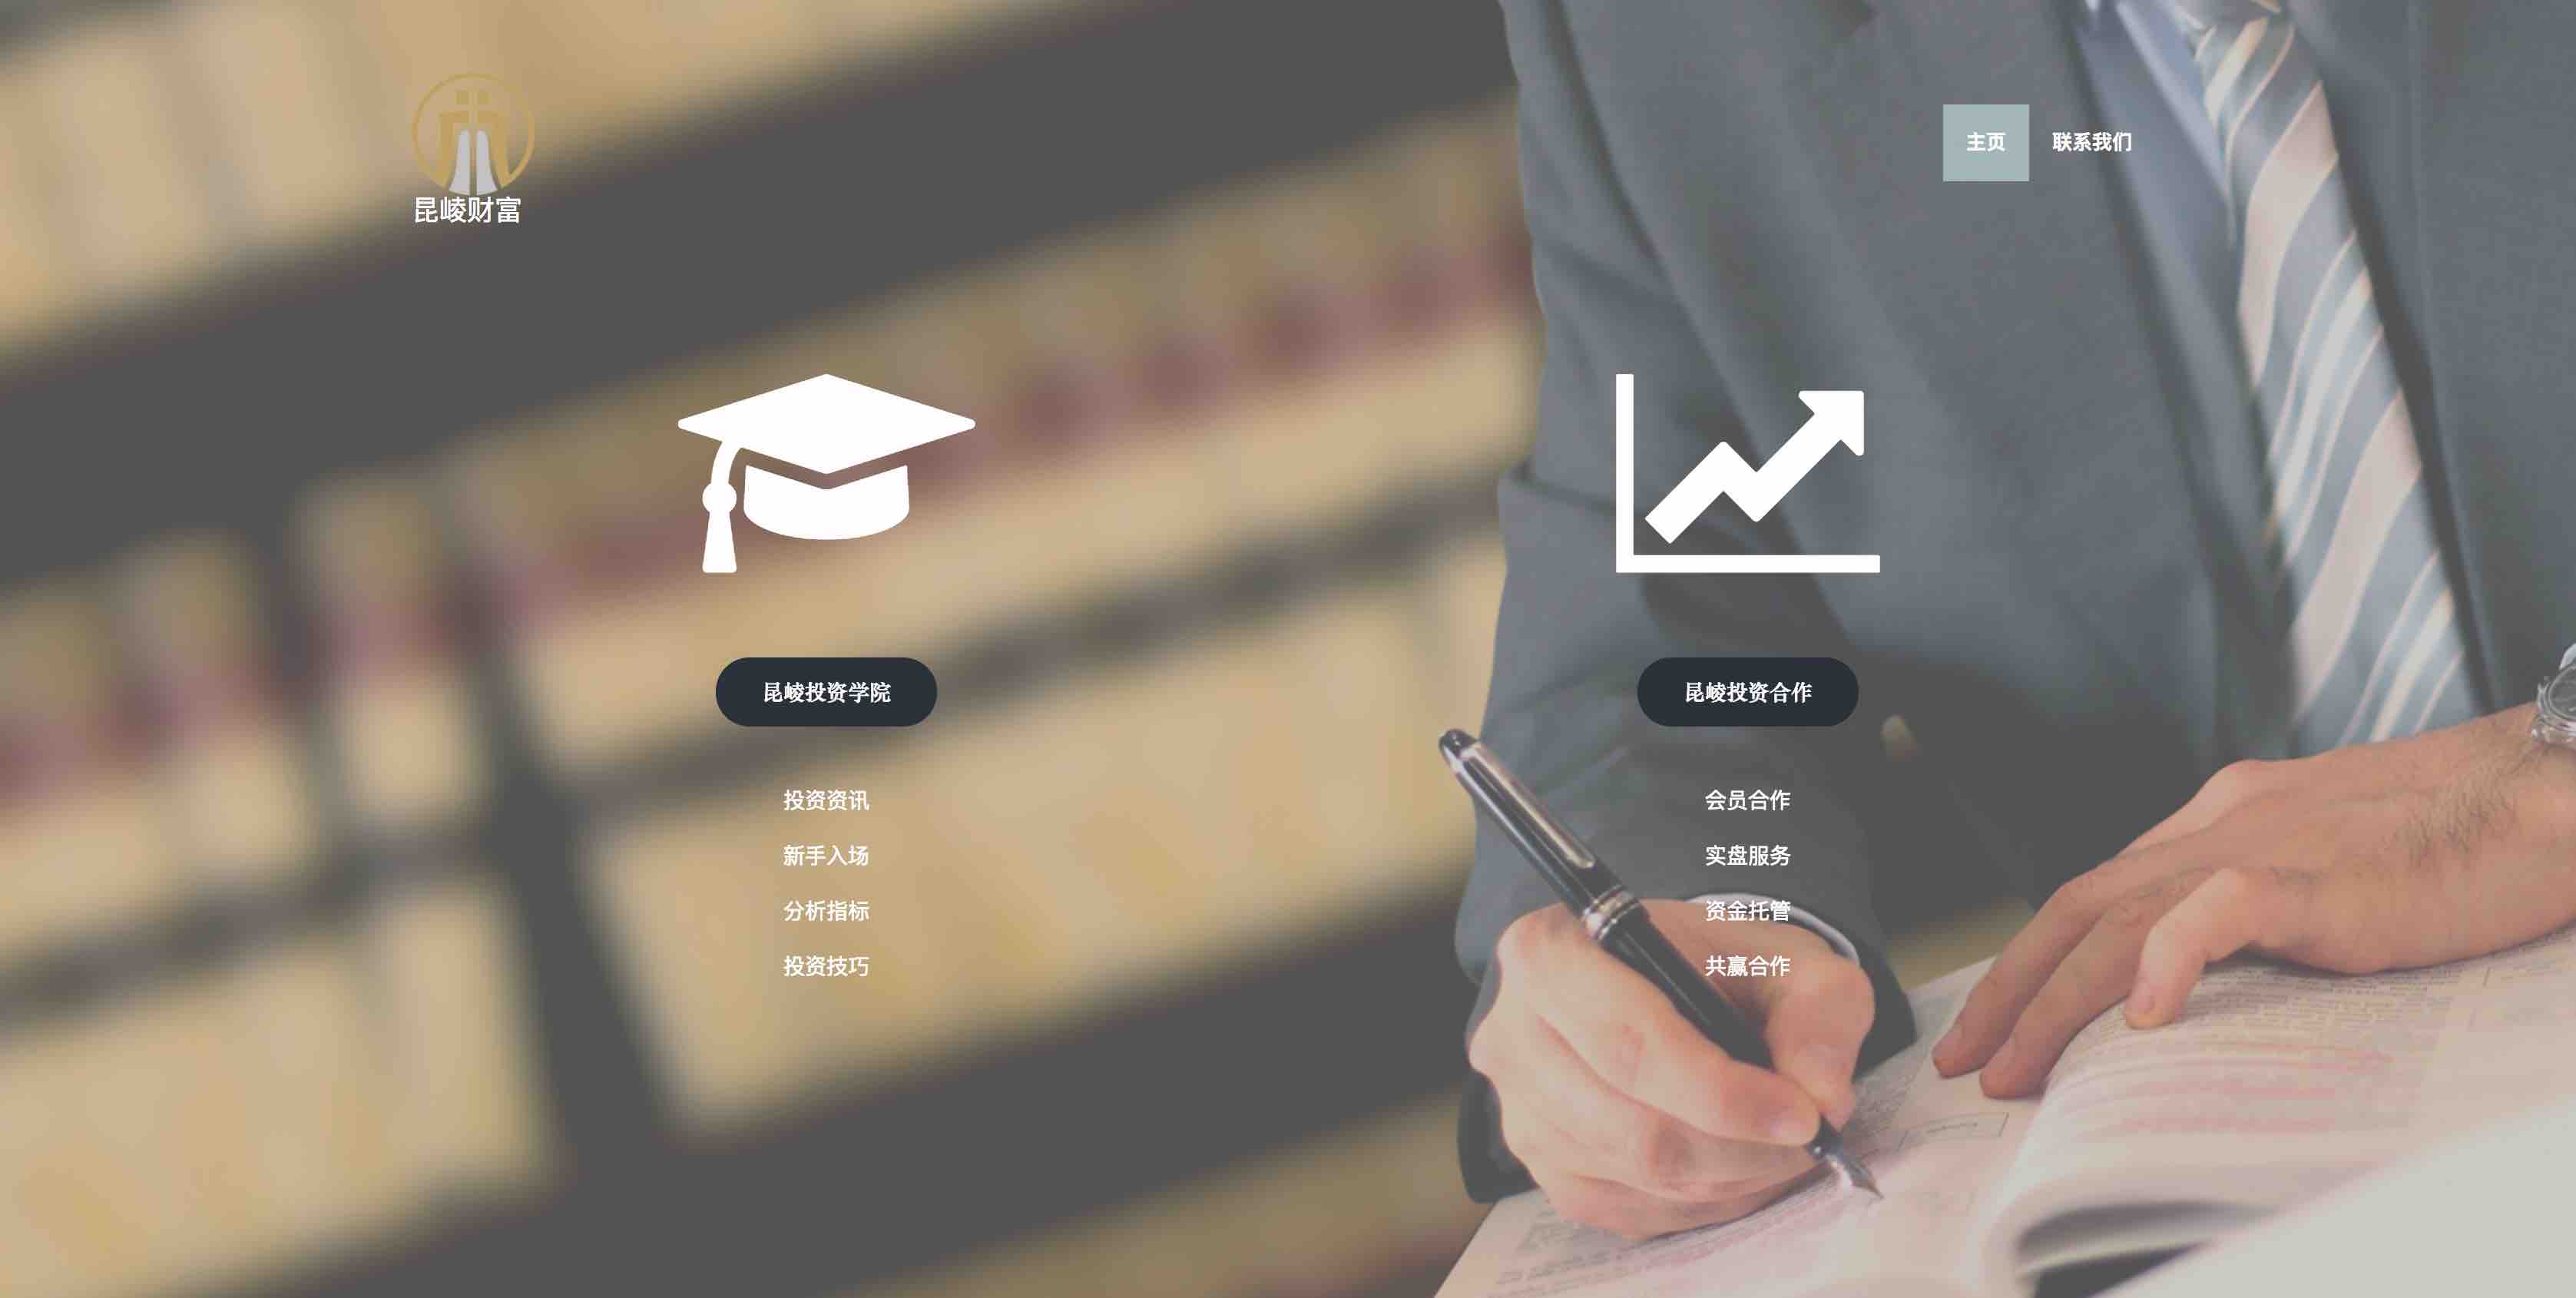 昆崚财富
主页
联系我们
昆崚投资学院
昆崚投资合作
投资资讯
新手入场
分析指标
投资技巧
会员合作
实盘服务
资金托管
共赢合作